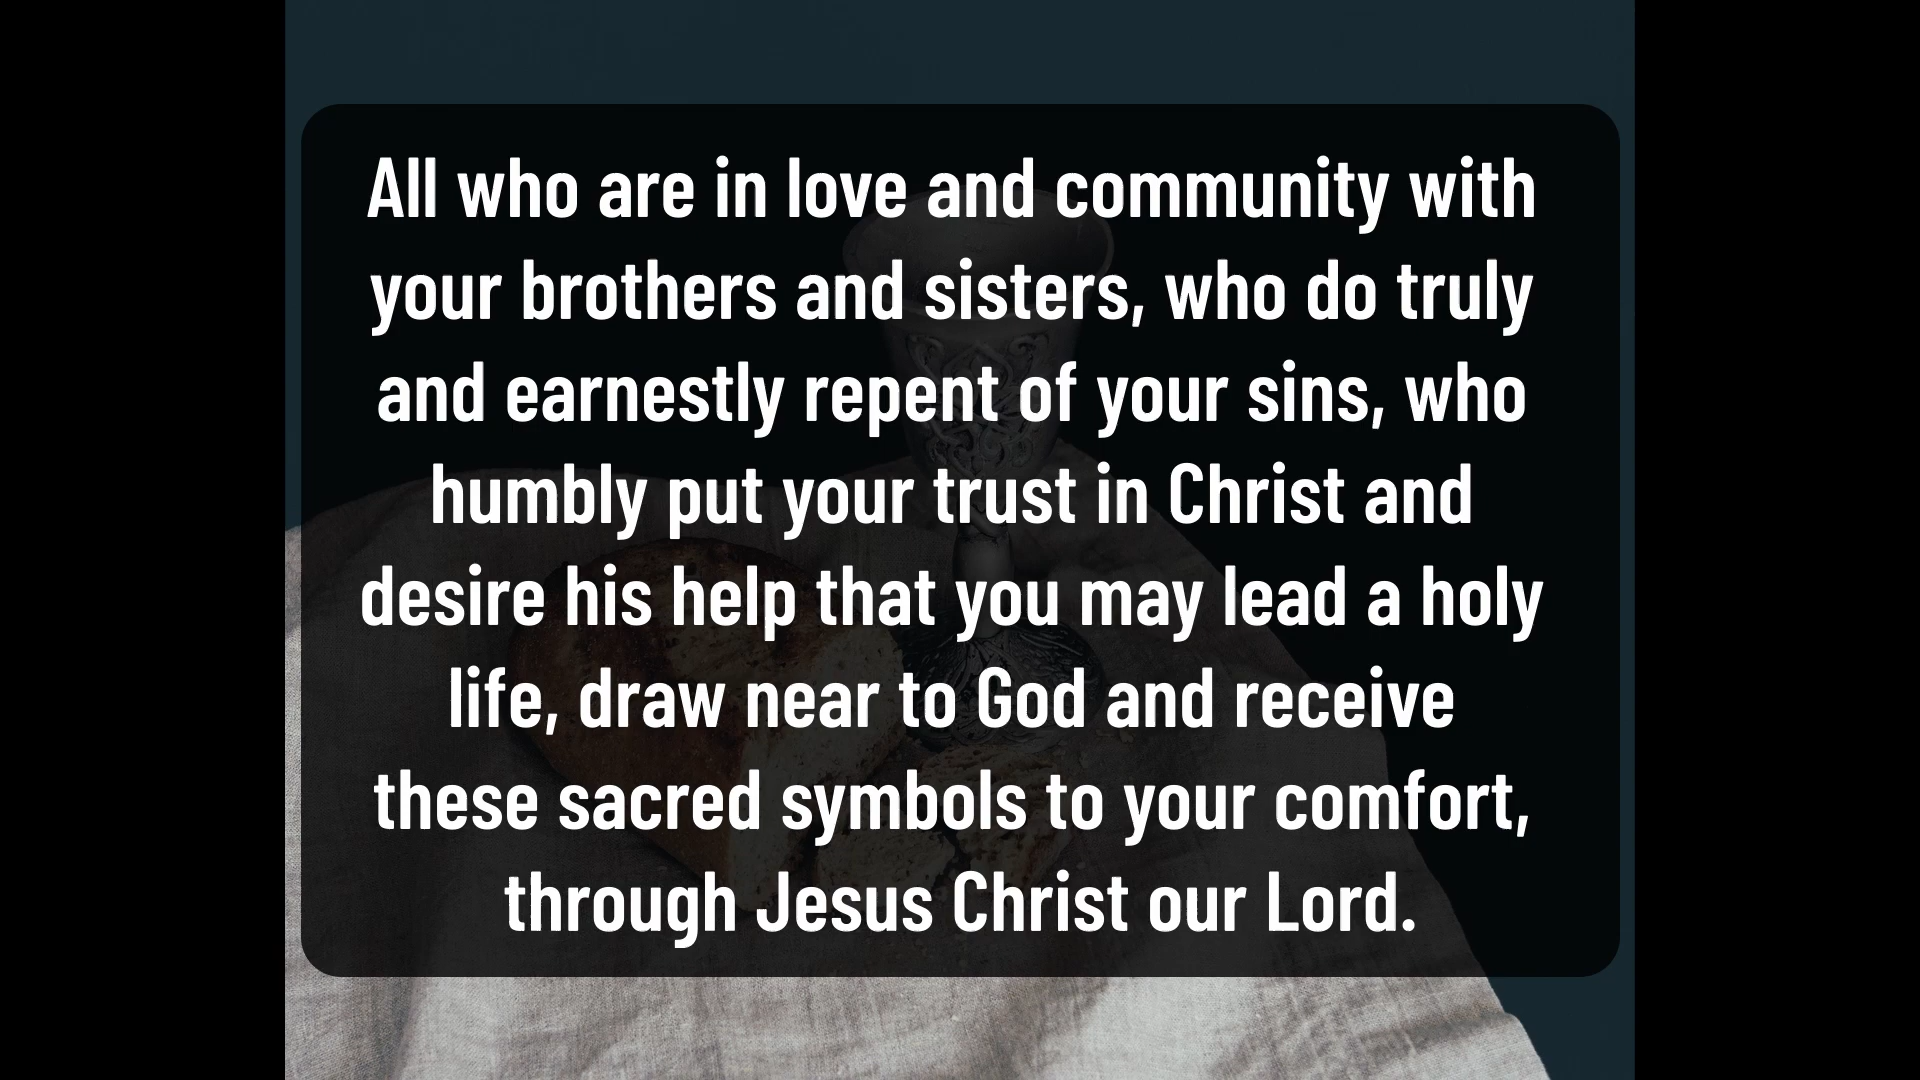 All who are in love and community with
your brothers and sisters, who do truly
and earnestly repent of your sins, who
humbly put your trust in Christ and
desire his help that you may lead a holy
life, draw near to God and receive
these sacred symbols to your comfort,
through Jesus Christ our Lord.